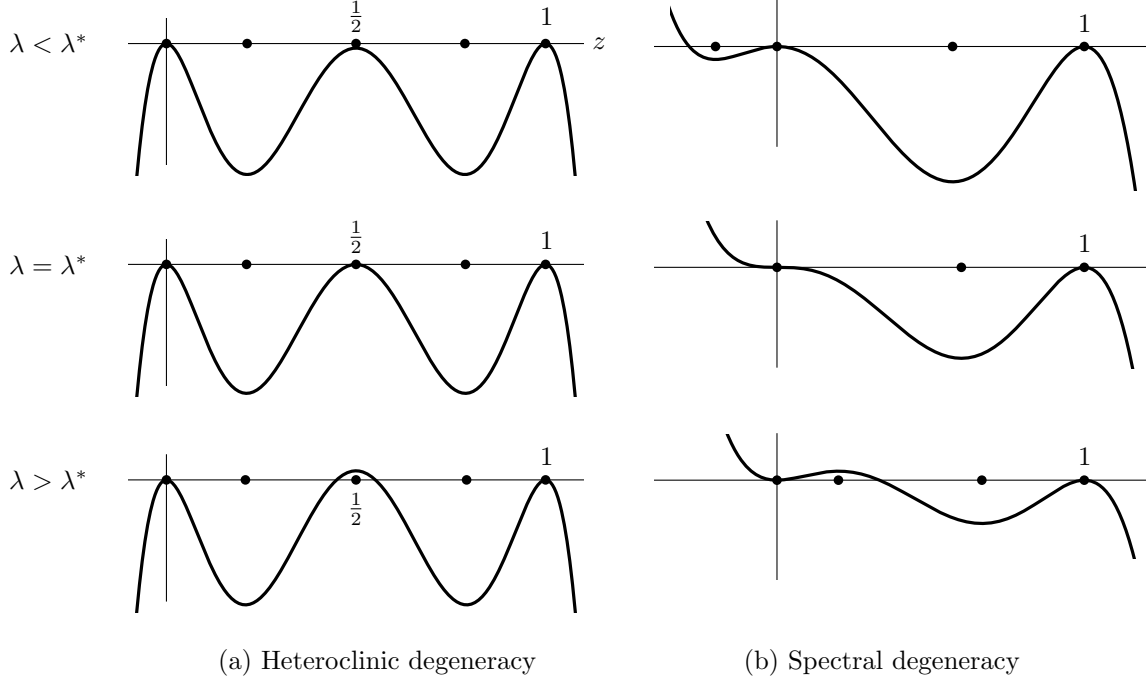 λ < λ* 1/2 1 z 1
λ = λ* 1/2 1 1
λ > λ* 1/2 1 1
(a) Heteroclinic degeneracy (b) Spectral degeneracy